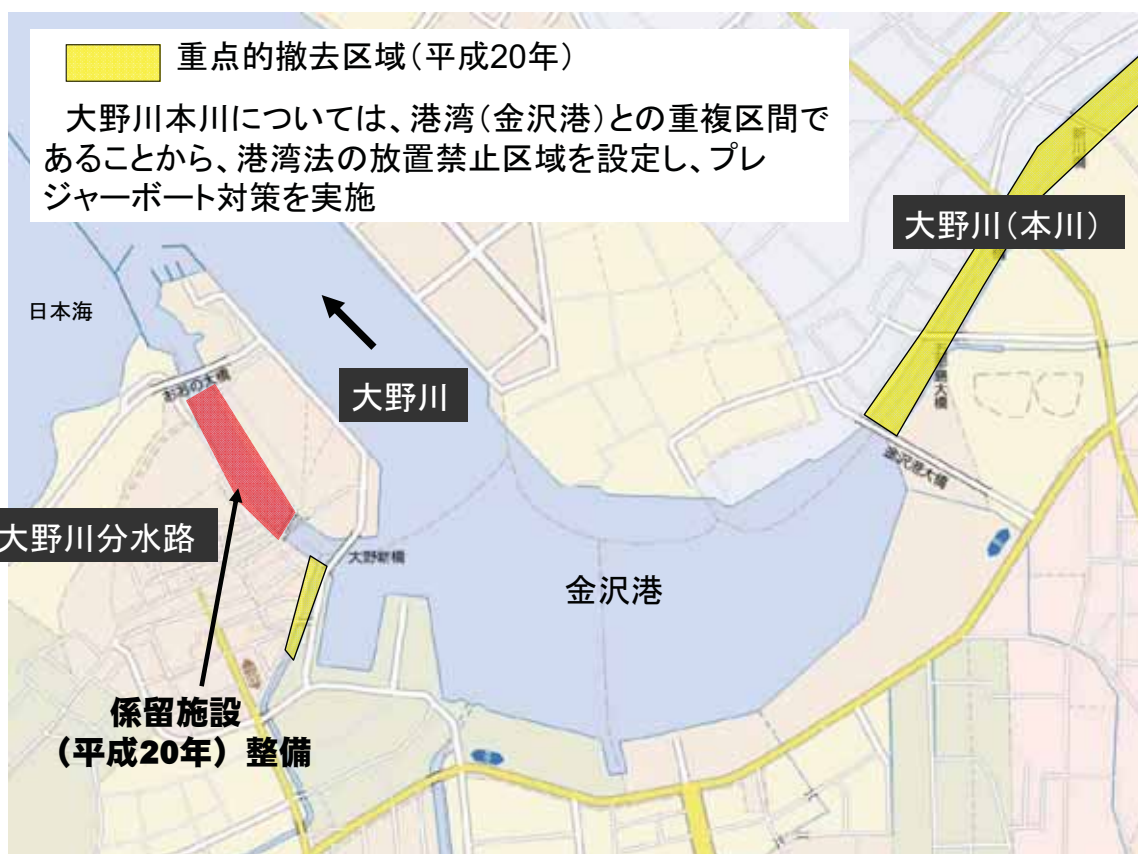 重点的撤去区域(平成20年)
大野川本川については、港湾(金沢港)との重複区間で
あることから、港湾法の放置禁止区域を設定し、プレ
ジャーボート対策を実施
大野川(本川)
日本海
おおの大橋
大野川
金沢港大橋
大野川分水路
大野新橋
金沢港
係留施設
(平成20年)整備